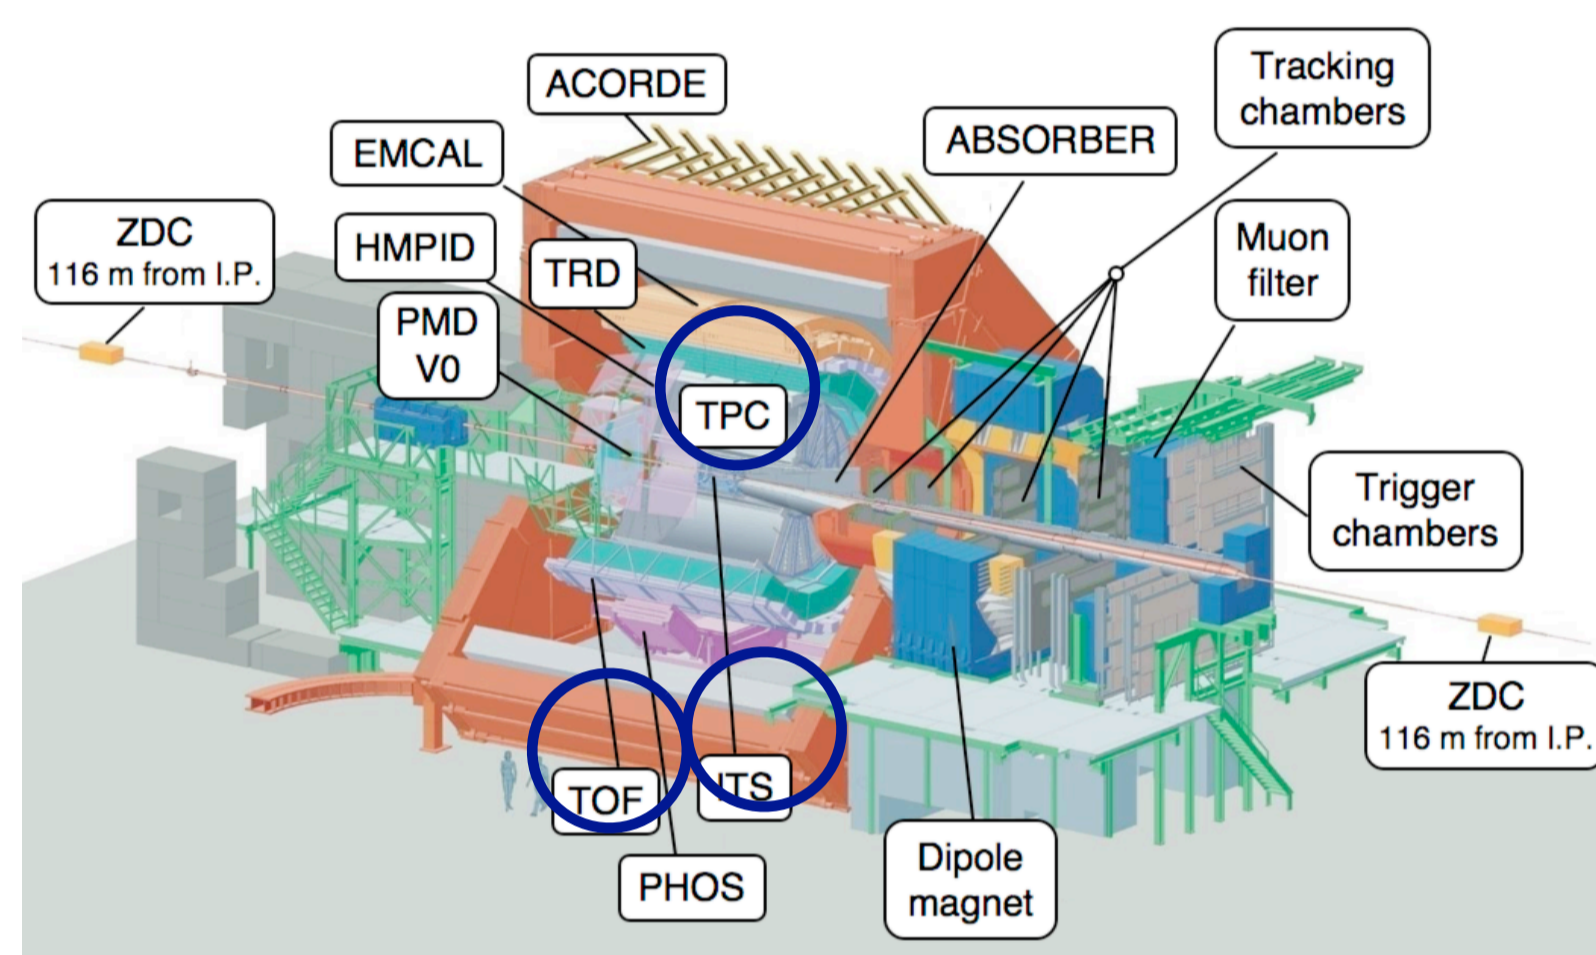 ACORDE
Tracking
chambers
ABSORBER
EMCAL
ZDC
116 m from I.P.
HMPID
TRD
Muon
filter
PMD
V0
TPC
Trigger
chambers
ZDC
116 m from I.P.
TOF
ITS
PHOS
Dipole
magnet